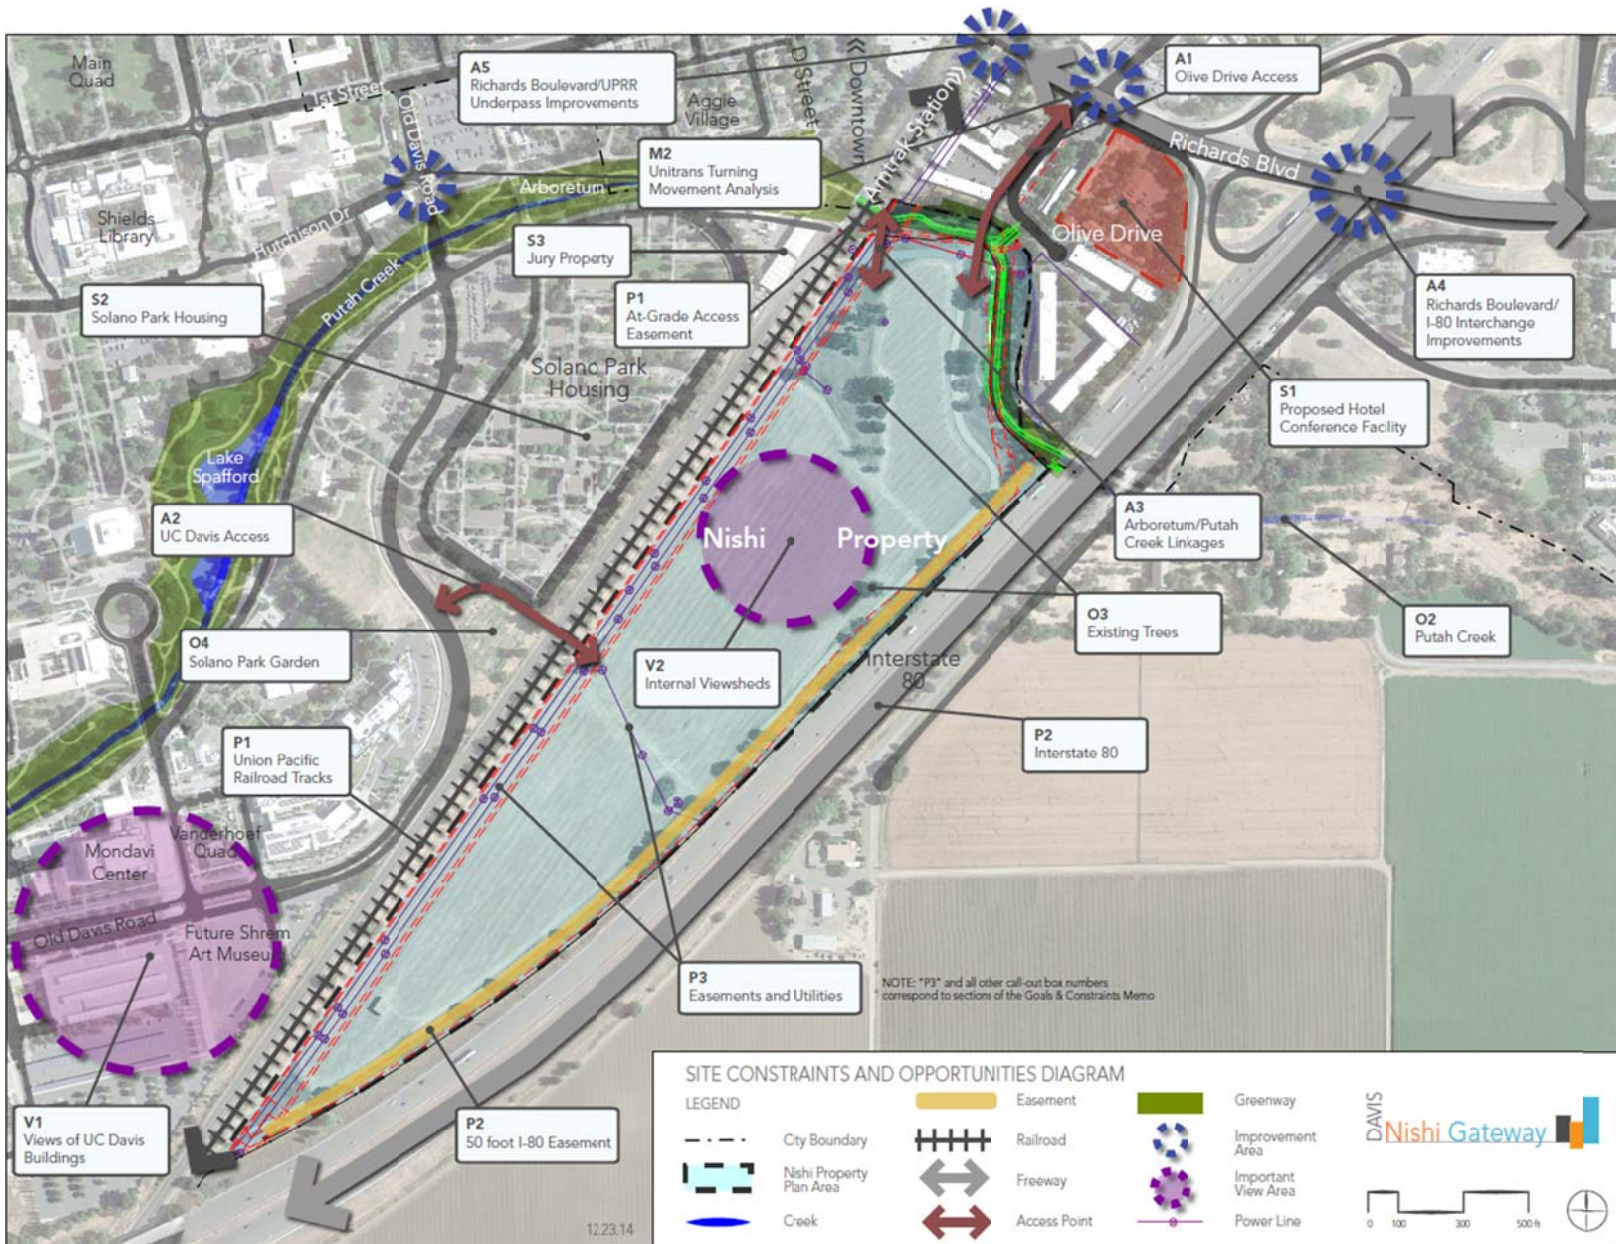 Main
Quad
1st Street
Old Davis Road
A5
Richards Boulevard/UPRR
Underpass Improvements
Aggie
Village
D Street
<<Downtown
(Amtrak Station)>>
A1
Olive Drive Access
Richards Blvd
M2
Unitrans Turning
Movement Analysis
Arboretum
Shields
Library
Hutchison Dr
Putah Creek
S3
Jury Property
Olive Drive
S2
Solano Park Housing
P1
At-Grade Access
Easement
A4
Richards Boulevard/
I-80 Interchange
Improvements
Solano Park
Housing
S1
Proposed Hotel
Conference Facility
Lake
Spafford
A2
UC Davis Access
Nishi Property
A3
Arboretum/Putah
Creek Linkages
O4
Solano Park Garden
V2
Internal Viewsheds
O3
Existing Trees
O2
Putah Creek
Interstate
80
P1
Union Pacific
Railroad Tracks
P2
Interstate 80
Mondavi
Center
Vanderhoef
Quad
Old Davis Road
Future Shrem
Art Museum
P3
Easements and Utilities
NOTE: "P3" and all other call-out box numbers
correspond to sections of the Goals & Constraints Memo
V1
Views of UC Davis
Buildings
P2
50 foot I-80 Easement
12.23.14
SITE CONSTRAINTS AND OPPORTUNITIES DIAGRAM
LEGEND
City Boundary
Nishi Property
Plan Area
Creek
Easement
Railroad
Freeway
Access Point
Greenway
Improvement
Area
Important
View Area
Power Line
DAVIS
Nishi Gateway
0 100 300 500 ft